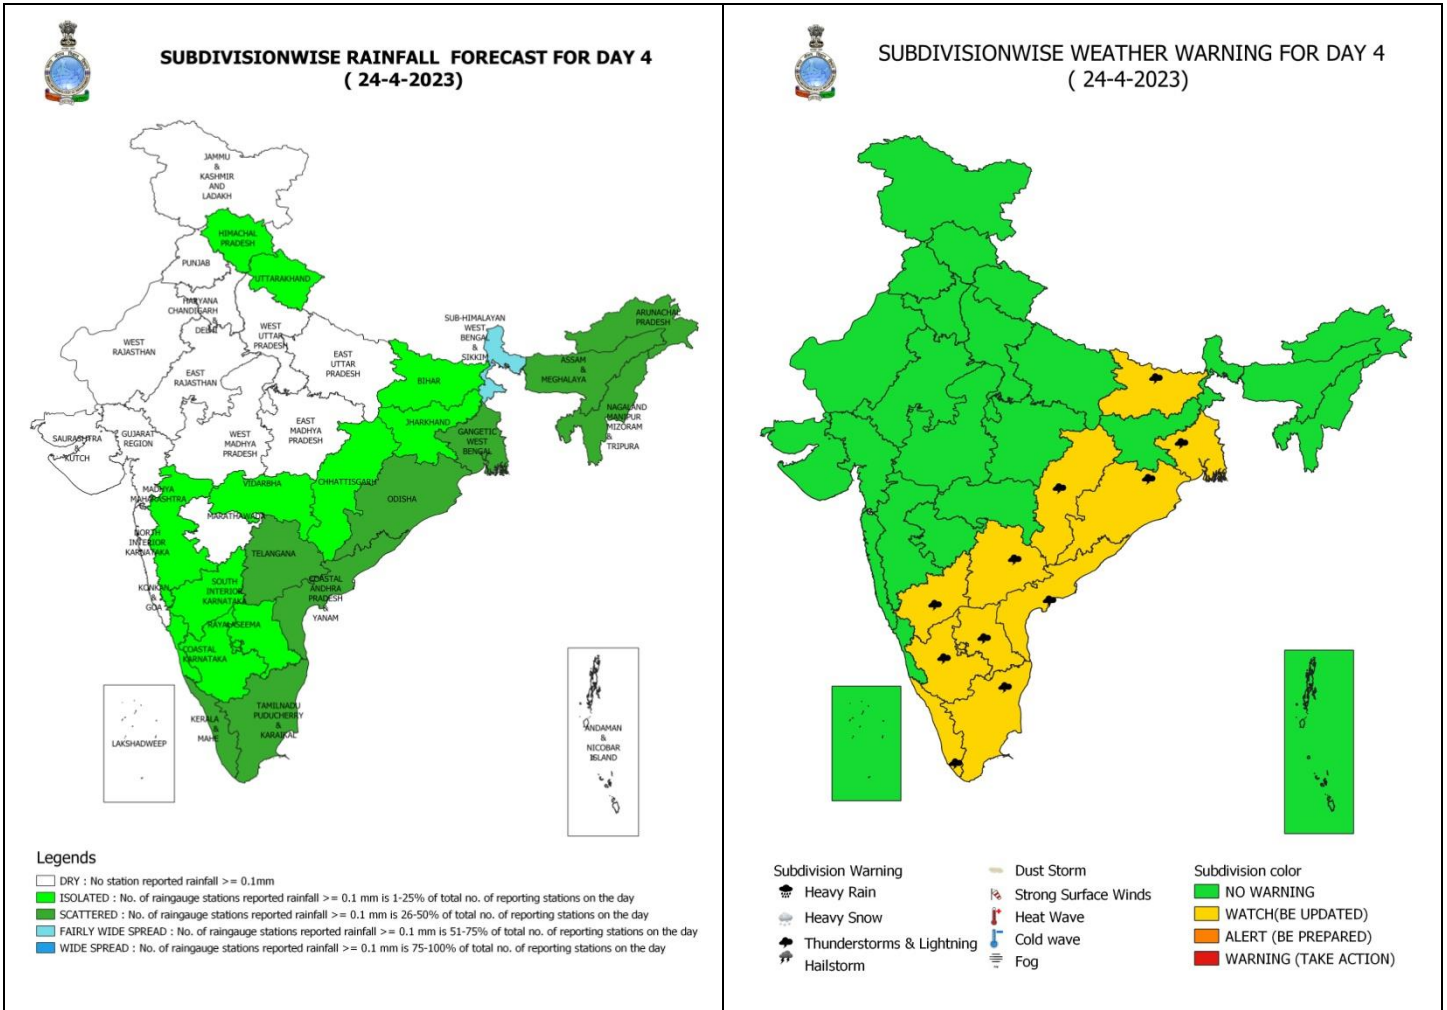 SUBDIVISIONWISE RAINFALL FORECAST FOR DAY 4
( 24-4-2023)
JAMMU
&
KASHMIR
AND
LADAKH
HIMACHAL
PRADESH
PUNJAB
UTTARAKHAND
HARYANA
CHANDIGARH
&
DELHI
WEST
UTTAR
PRADESH
WEST
RAJASTHAN
EAST
RAJASTHAN
EAST
UTTAR
PRADESH
SUB-HIMALAYAN
WEST
BENGAL
&
SIKKIM
ARUNACHAL
PRADESH
ASSAM
&
MEGHALAYA
NAGALAND
MANIPUR
MIZORAM
&
TRIPURA
BIHAR
JHARKHAND
GANGETIC
WEST
BENGAL
SAURASHTRA
&
KUTCH
GUJARAT
REGION
WEST
MADHYA
PRADESH
EAST
MADHYA
PRADESH
CHHATTISGARH
ODISHA
VIDARBHA
MADHYA
MAHARASHTRA
MARATHAWADA
NORTH
INTERIOR
KARNATAKA
TELANGANA
KONKAN
&
GOA
SOUTH
INTERIOR
KARNATAKA
COASTAL
ANDHRA
PRADESH
&
YANAM
RAYALASEEMA
COASTAL
KARNATAKA
KERALA
&
MAHE
TAMILNADU
PUDUCHERRY
&
KARAIKAL
LAKSHADWEEP
ANDAMAN
&
NICOBAR
ISLAND
Legends
DRY : No station reported rainfall >= 0.1mm
ISOLATED : No. of raingauge stations reported rainfall >= 0.1 mm is 1-25% of total no. of reporting stations on the day
SCATTERED : No. of raingauge stations reported rainfall >= 0.1 mm is 26-50% of total no. of reporting stations on the day
FAIRLY WIDE SPREAD : No. of raingauge stations reported rainfall >= 0.1 mm is 51-75% of total no. of reporting stations on the day
WIDE SPREAD : No. of raingauge stations reported rainfall >= 0.1 mm is 75-100% of total no. of reporting stations on the day
SUBDIVISIONWISE WEATHER WARNING FOR DAY 4
( 24-4-2023)
Subdivision Warning
Heavy Rain
Heavy Snow
Thunderstorms & Lightning
Hailstorm
Dust Storm
Strong Surface Winds
Heat Wave
Cold wave
Fog
Subdivision color
NO WARNING
WATCH(BE UPDATED)
ALERT (BE PREPARED)
WARNING (TAKE ACTION)